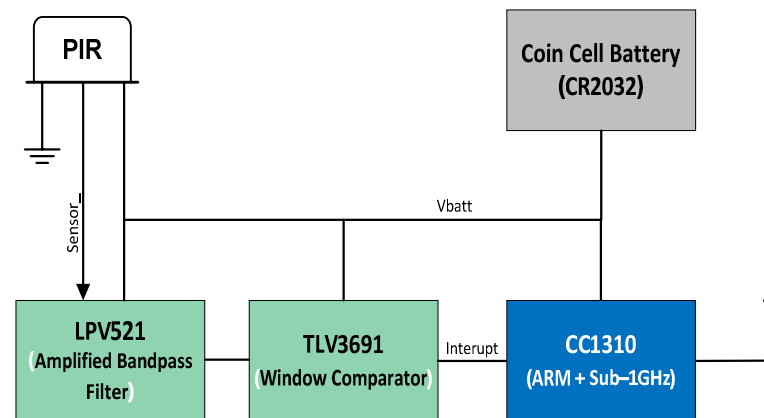 PIR
Coin Cell Battery
(CR2032)
Vbatt
Sensor_
LPV521
(Amplified Bandpass
Filter)
TLV3691
(Window Comparator)
Interupt
CC1310
(ARM + Sub–1GHz)